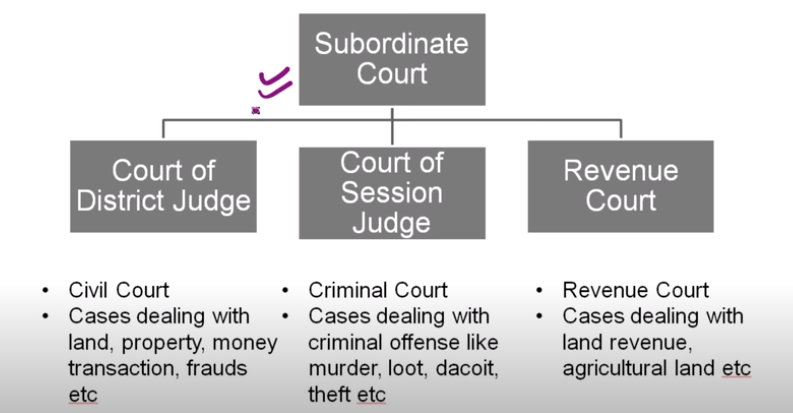 Subordinate
Court
Court of
District Judge
Court of
Session
Judge
Revenue
Court
• Civil Court
• Cases dealing with
land, property, money
transaction, frauds
etc
• Criminal Court
• Cases dealing with
criminal offense like
murder, loot, dacoit,
theft etc
• Revenue Court
• Cases dealing with
land revenue,
agricultural land etc